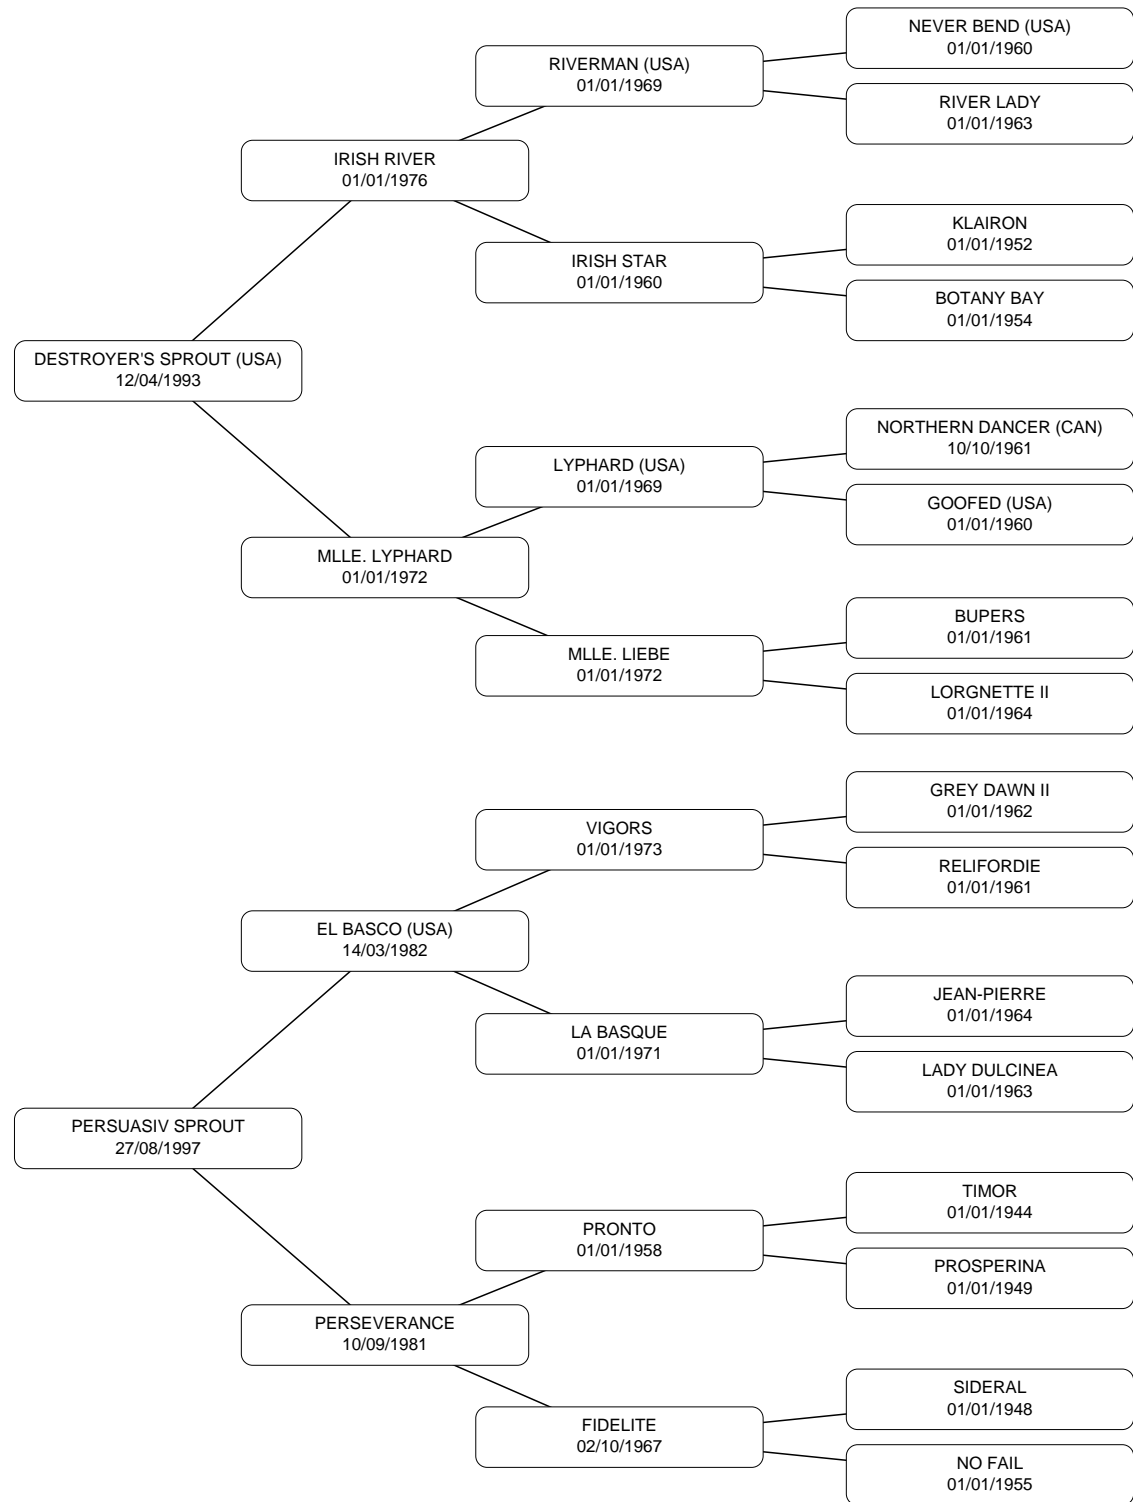 NEVER BEND (USA)
01/01/1960
RIVERMAN (USA)
01/01/1969
RIVER LADY
01/01/1963
IRISH RIVER
01/01/1976
KLAIRON
01/01/1952
IRISH STAR
01/01/1960
BOTANY BAY
01/01/1954
DESTROYER'S SPROUT (USA)
12/04/1993
NORTHERN DANCER (CAN)
10/10/1961
LYPHARD (USA)
01/01/1969
GOOFED (USA)
01/01/1960
MLLE. LYPHARD
01/01/1972
BUPERS
01/01/1961
MLLE. LIEBE
01/01/1972
LORGNETTE II
01/01/1964
GREY DAWN II
01/01/1962
VIGORS
01/01/1973
RELIFORDIE
01/01/1961
EL BASCO (USA)
14/03/1982
JEAN-PIERRE
01/01/1964
LA BASQUE
01/01/1971
LADY DULCINEA
01/01/1963
PERSUASIV SPROUT
27/08/1997
TIMOR
01/01/1944
PRONTO
01/01/1958
PROSPERINA
01/01/1949
PERSEVERANCE
10/09/1981
SIDERAL
01/01/1948
FIDELITE
02/10/1967
NO FAIL
01/01/1955